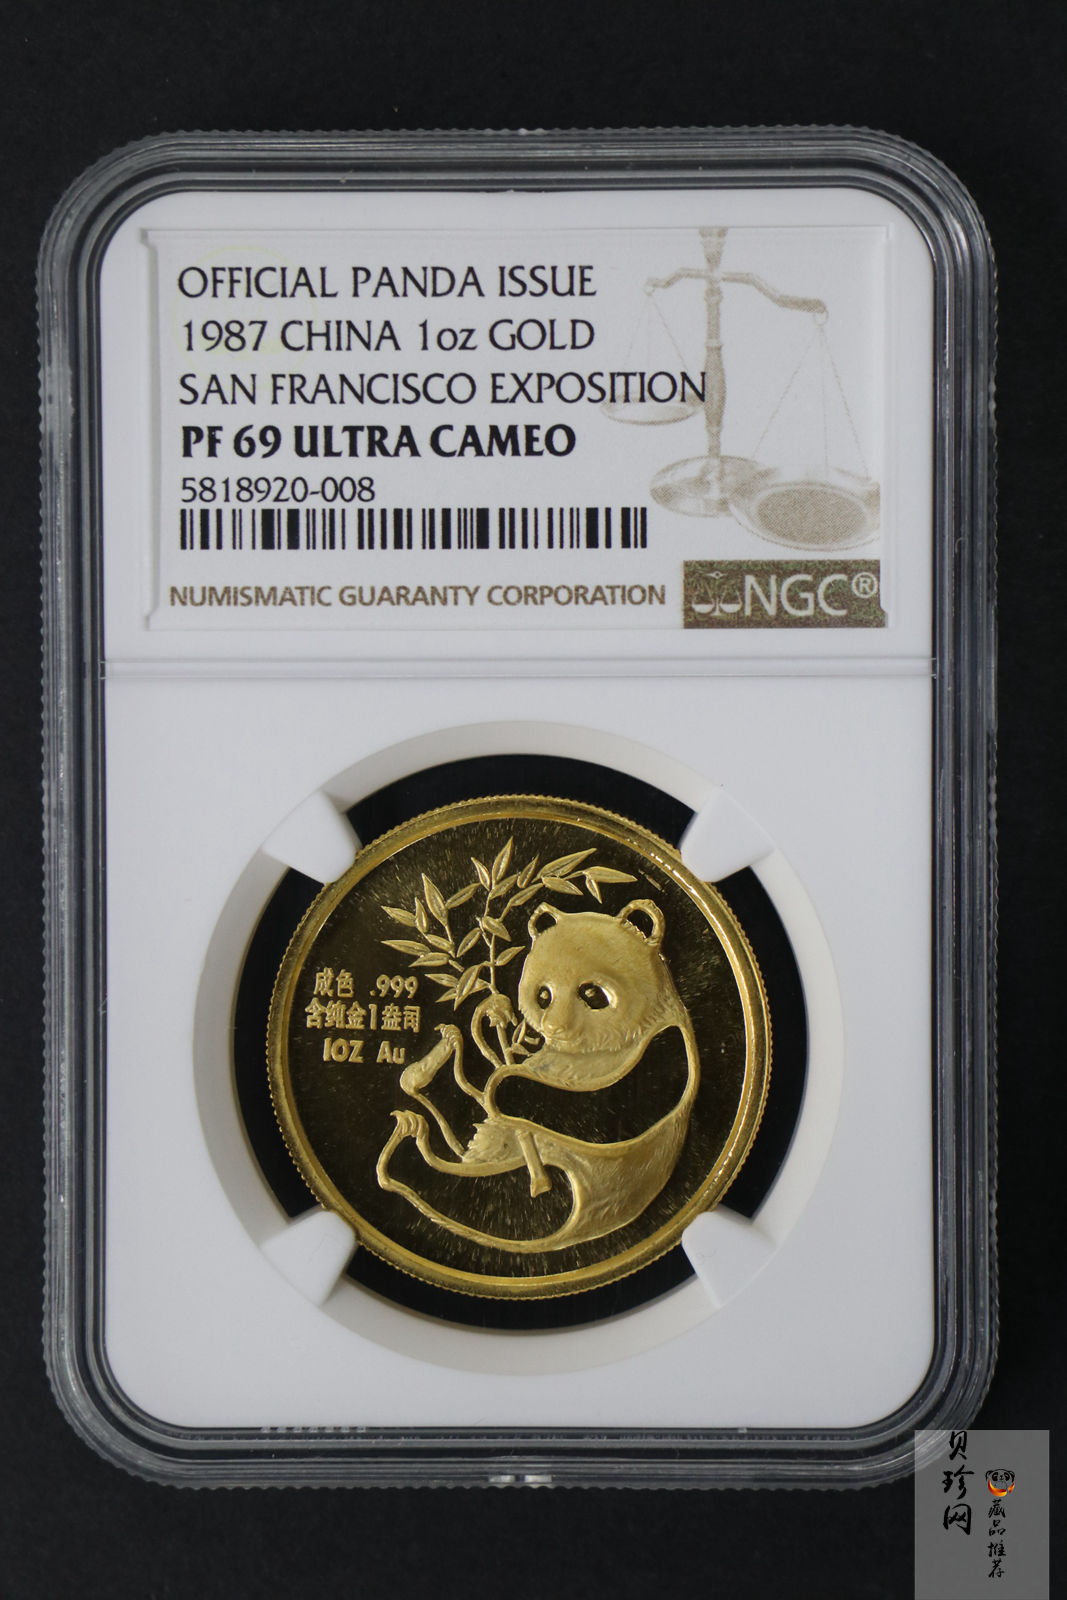 OFFICIAL PANDA ISSUE
1987 CHINA 1oz GOLD
SAN FRANCISCO EXPOSITION
PF 69 ULTRA CAMEO
5818920-008
NUMISMATIC GUARANTY CORPORATION
NGC®
成色 .999
含纯金1盎司
1OZ Au
贝珍网
藏品推荐